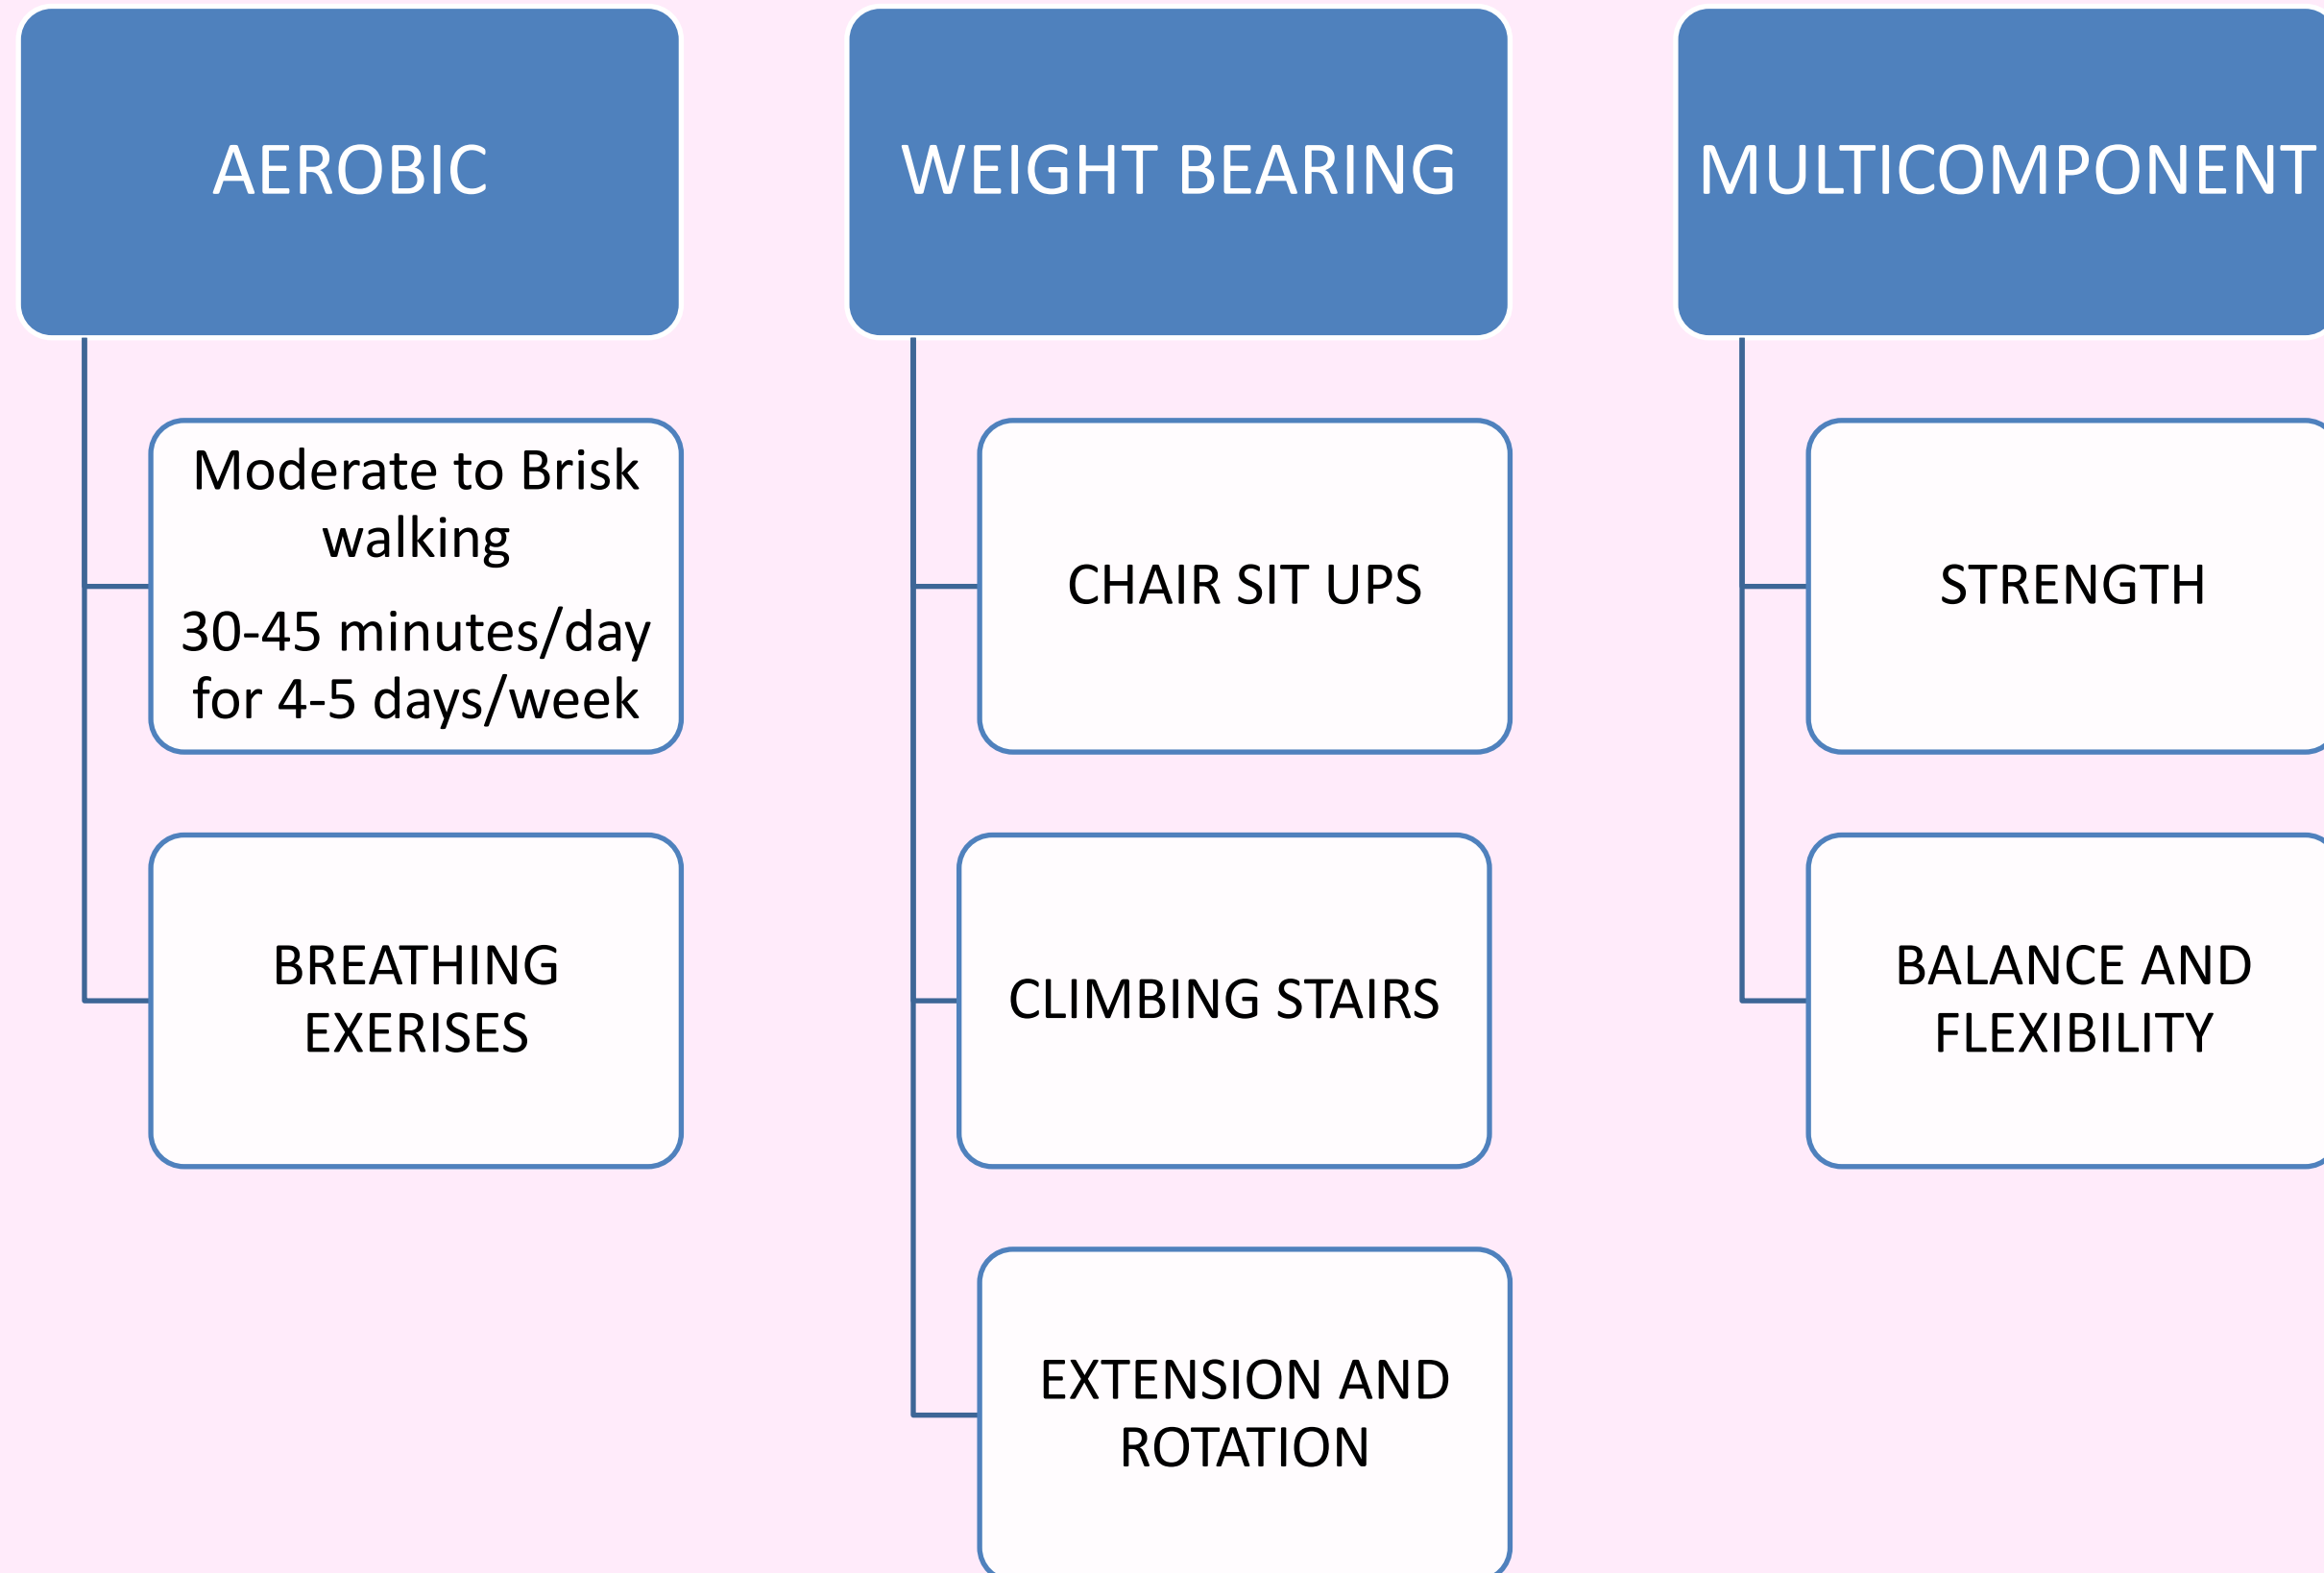 AEROBIC
Moderate to Brisk
walking
30-45 minutes/day
for 4-5 days/week
BREATHING
EXERISES
WEIGHT BEARING
CHAIR SIT UPS
CLIMBING STAIRS
EXTENSION AND
ROTATION
MULTICOMPONENT
STRENGTH
BALANCE AND
FLEXIBILITY